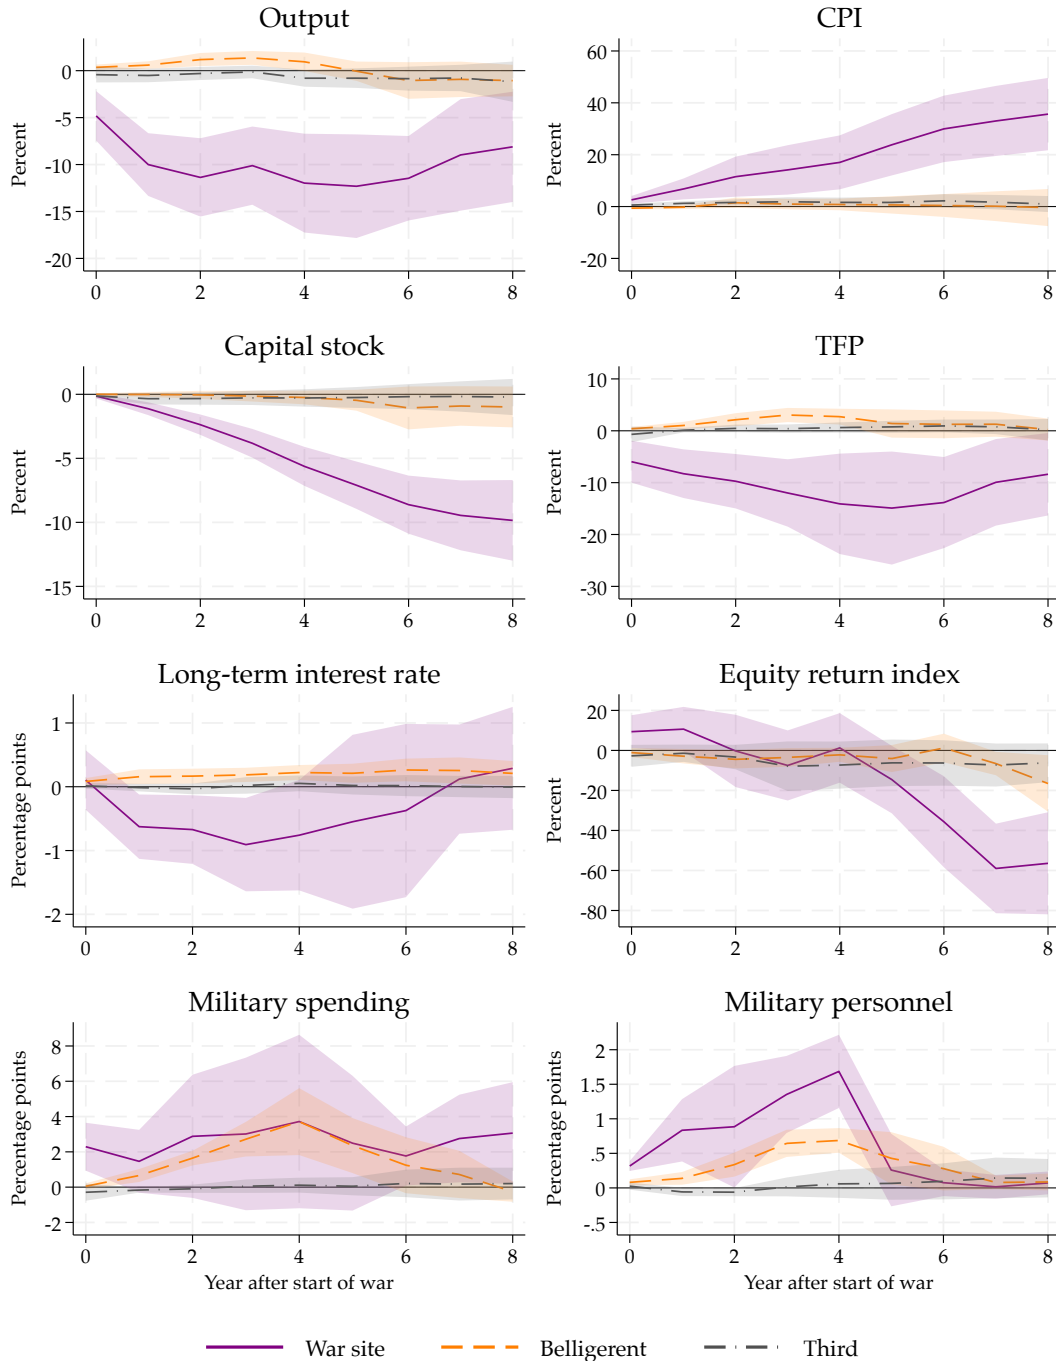 Output
CPI
Percent
0
-5
-10
-15
-20
0 2 4 6 8
Percent
60
40
20
0
-20
0 2 4 6 8
Capital stock
TFP
Percent
0
-5
-10
-15
0 2 4 6 8
Percent
10
0
-10
-20
-30
0 2 4 6 8
Long-term interest rate
Equity return index
Percentage points
1
0
-1
-2
0 2 4 6 8
Percent
20
0
-20
-40
-60
-80
0 2 4 6 8
Military spending
Military personnel
Percentage points
8
6
4
2
0
-2
0 2 4 6 8
Year after start of war
Percentage points
2
1.5
1
.5
0
-.5
0 2 4 6 8
Year after start of war
War site Belligerent Third